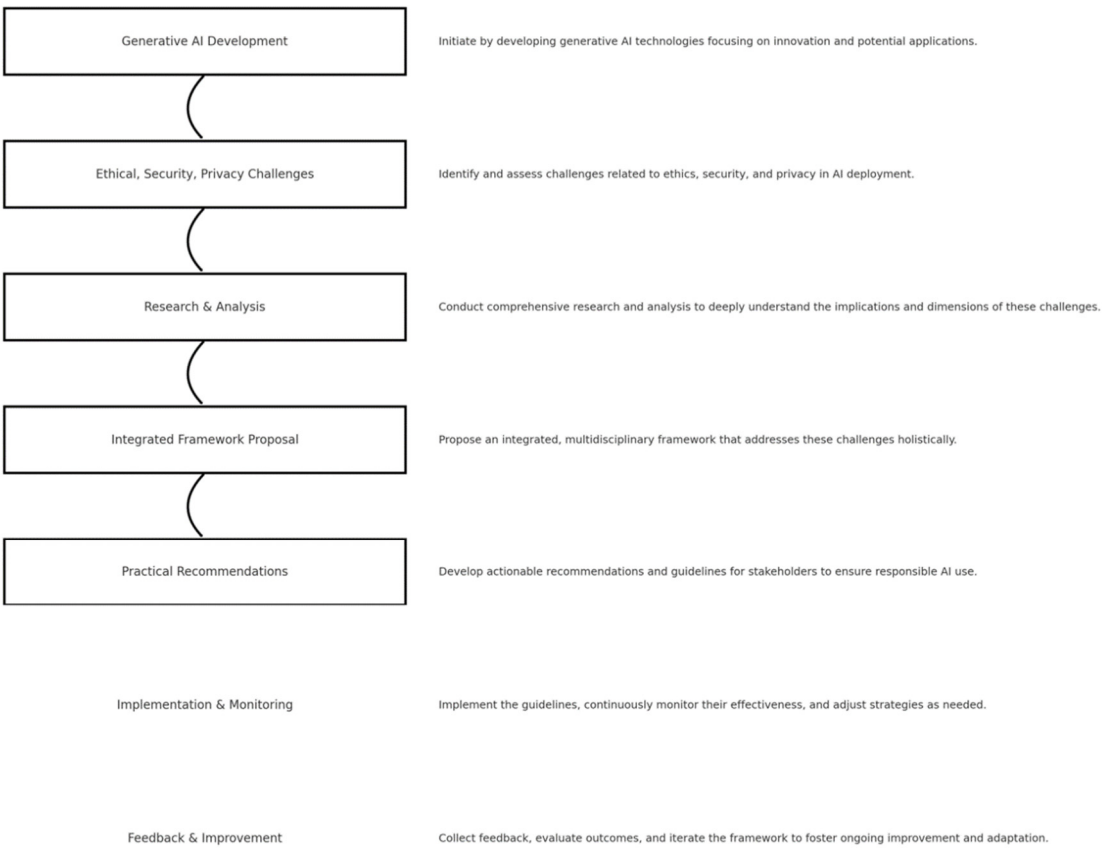 Generative AI Development
Initiate by developing generative AI technologies focusing on innovation and potential applications.
Ethical, Security, Privacy Challenges
Identify and assess challenges related to ethics, security, and privacy in AI deployment.
Research & Analysis
Conduct comprehensive research and analysis to deeply understand the implications and dimensions of these challenges.
Integrated Framework Proposal
Propose an integrated, multidisciplinary framework that addresses these challenges holistically.
Practical Recommendations
Develop actionable recommendations and guidelines for stakeholders to ensure responsible AI use.
Implementation & Monitoring
Implement the guidelines, continuously monitor their effectiveness, and adjust strategies as needed.
Feedback & Improvement
Collect feedback, evaluate outcomes, and iterate the framework to foster ongoing improvement and adaptation.